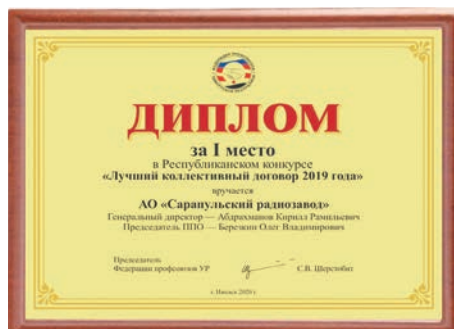 ДИПЛОМ
за I место
в Республиканском конкурсе
«Лучший коллективный договор 2019 года»
вручается
АО «Сарапульский радиозавод»
Генеральный директор — Абдрахманов Кирилл Рамильевич
Председатель ППО — Березкин Олег Владимирович
Председатель
Федерации профсоюзов УР
С.В. Шерстобит
г. Ижевск 2020 г.